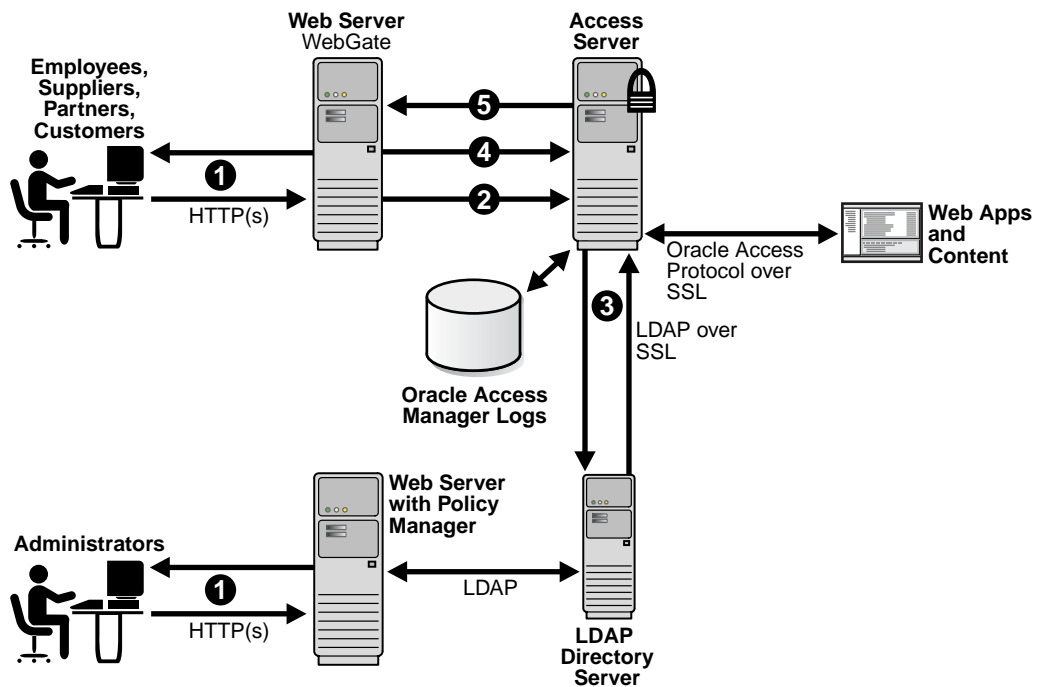 Web Server
WebGate
Access
Server
Employees,
Suppliers,
Partners,
Customers
5
4
1
2
HTTP(s)
Web Apps
and
Content
Oracle Access
Protocol over
SSL
3
LDAP over
SSL
Oracle Access
Manager Logs
Web Server
with Policy
Manager
Administrators
1
LDAP
HTTP(s)
LDAP
Directory
Server